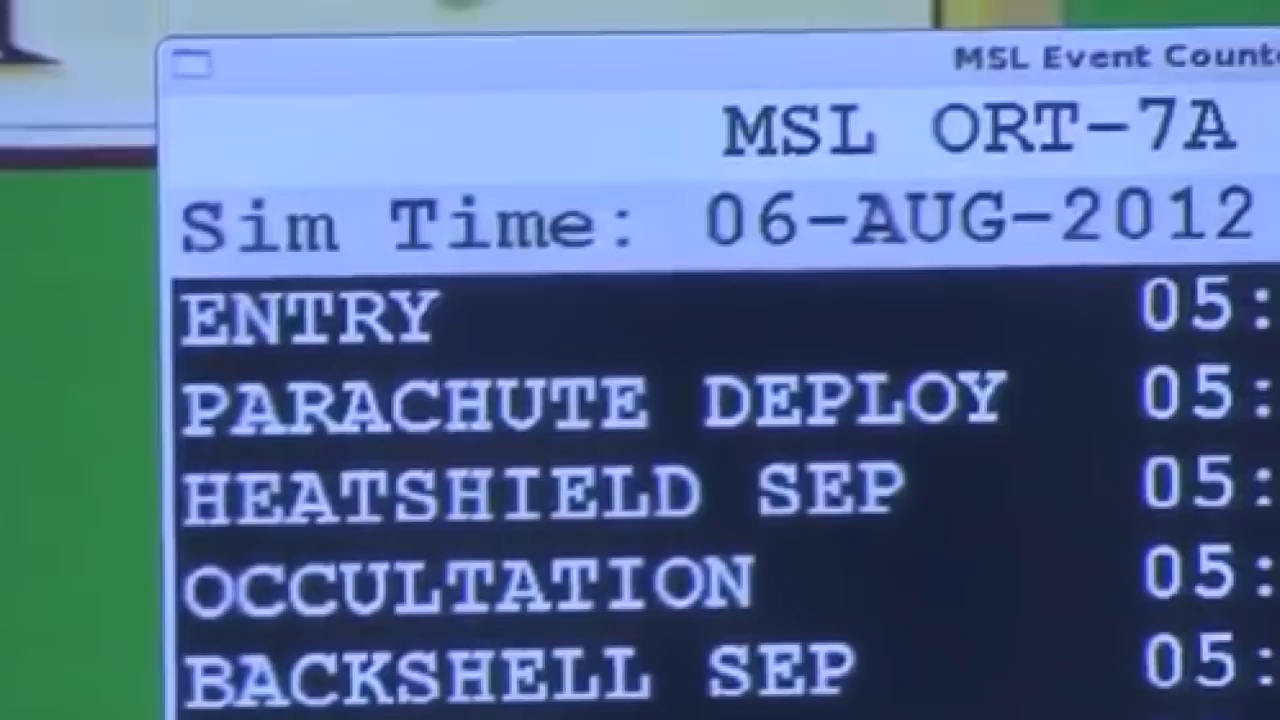 MSL Event Count
MSL ORT-7A
Sim Time: 06-AUG-2012
ENTRY 05:
PARACHUTE DEPLOY 05:
HEATSHIELD SEP 05:
OCCULTATION 05:
BACKSHELL SEP 05: